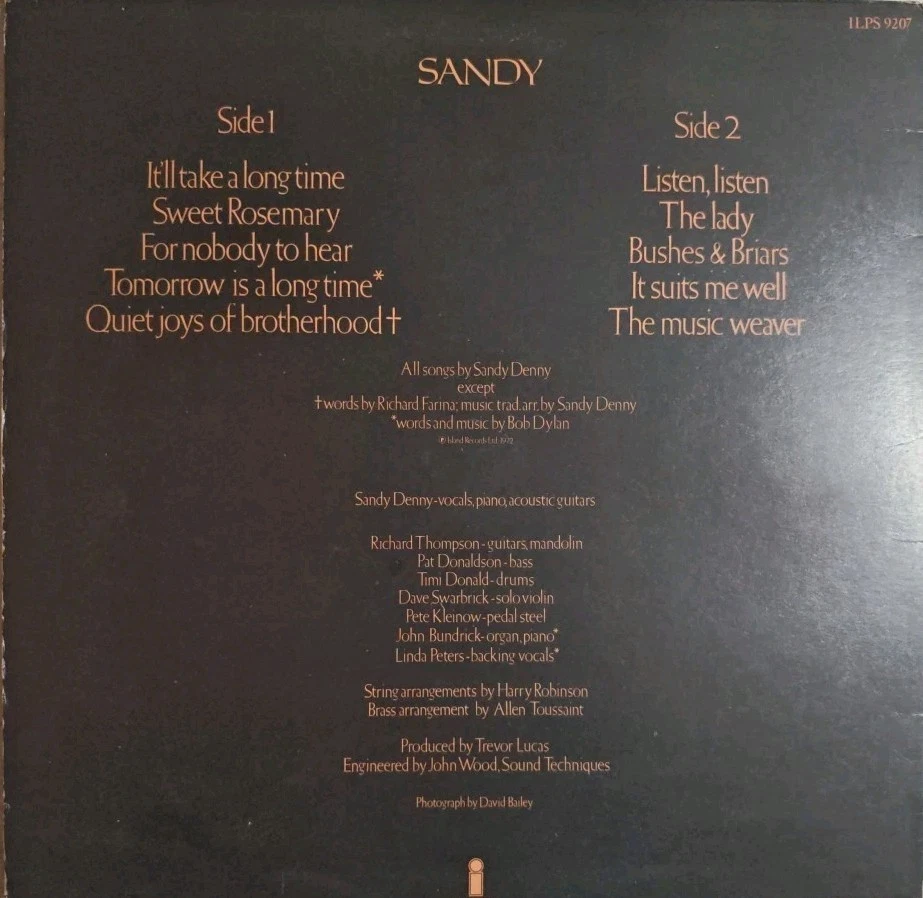 ILPS 9207
SANDY
Side 1
It'll take a long time
Sweet Rosemary
For nobody to hear
Tomorrow is a long time*
Quiet joys of brotherhood †
Side 2
Listen, listen
The lady
Bushes & Briars
It suits me well
The music weaver
All songs by Sandy Denny
except
†words by Richard Farina; music trad. arr. by Sandy Denny
*words and music by Bob Dylan
℗ Island Records Ltd. 1972
Sandy Denny-vocals, piano, acoustic guitars
Richard Thompson - guitars, mandolin
Pat Donaldson - bass
Timi Donald - drums
Dave Swarbrick - solo violin
Pete Kleinow - pedal steel
John Bundrick - organ, piano*
Linda Peters - backing vocals*
String arrangements by Harry Robinson
Brass arrangement by Allen Toussaint
Produced by Trevor Lucas
Engineered by John Wood, Sound Techniques
Photograph by David Bailey
i